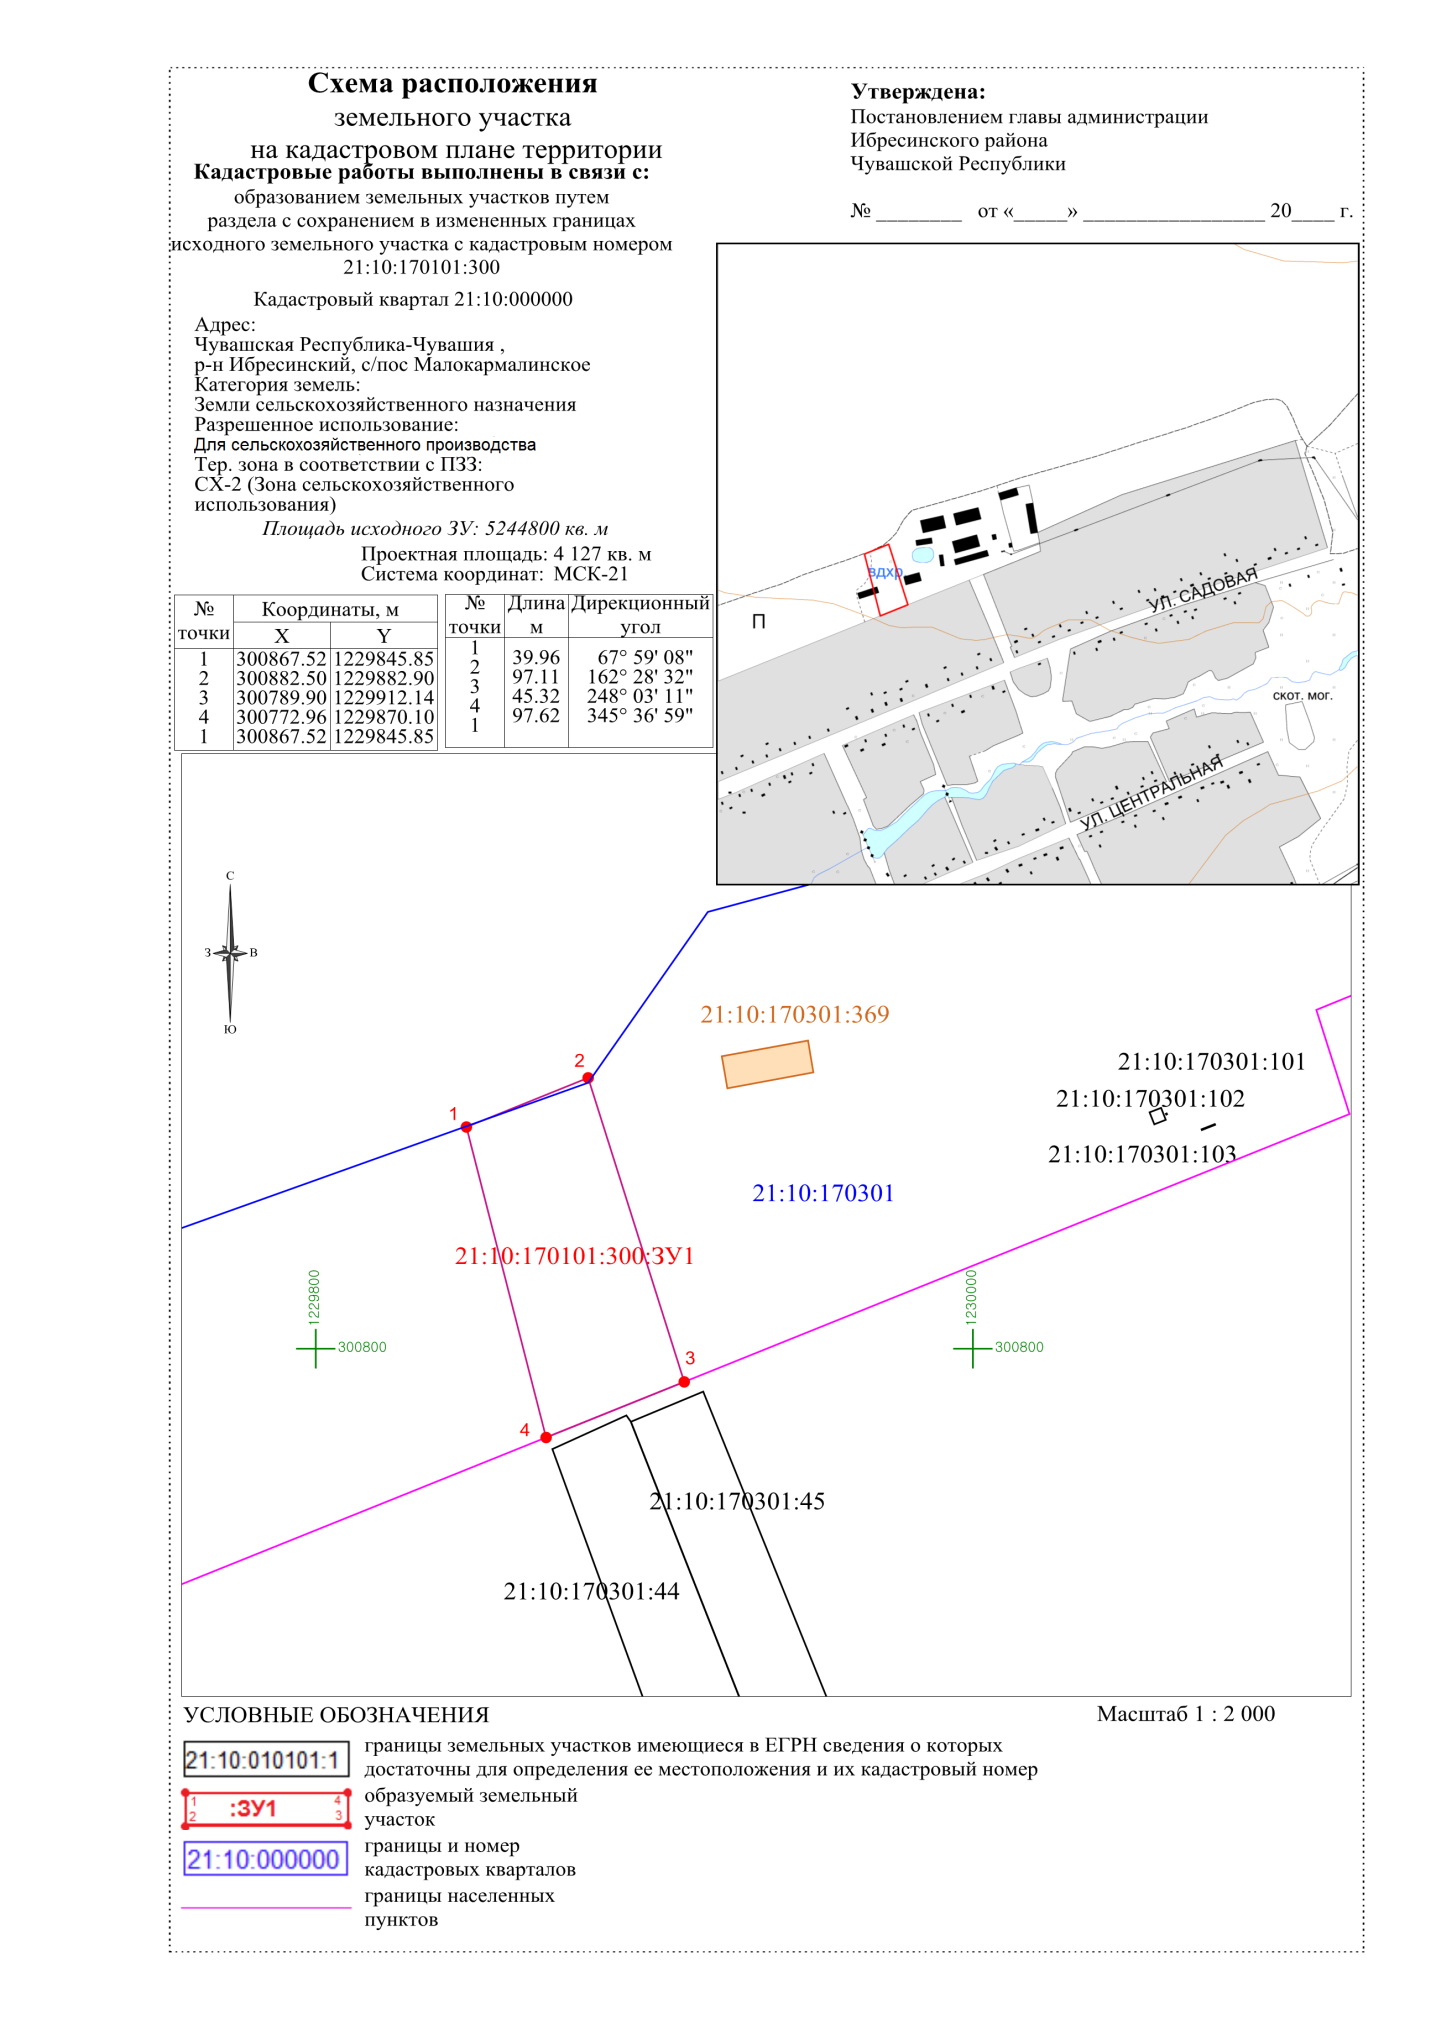 Схема расположения
земельного участка
на кадастровом плане территории
Кадастровые работы выполнены в связи с:
образованием земельных участков путем
раздела с сохранением в измененных границах
исходного земельного участка с кадастровым номером
21:10:170101:300
Кадастровый квартал 21:10:000000
Адрес:
Чувашская Республика-Чувашия ,
р-н Ибресинский, с/пос Малокармалинское
Категория земель:
Земли сельскохозяйственного назначения
Разрешенное использование:
Для сельскохозяйственного производства
Тер. зона в соответствии с ПЗЗ:
СХ-2 (Зона сельскохозяйственного
использования)
Площадь исходного ЗУ: 5244800 кв. м
Проектная площадь: 4 127 кв. м
Система координат: МСК-21
Утверждена:
Постановлением главы администрации
Ибресинского района
Чувашской Республики
№ ________ от «_____» _________________ 20____ г.
№ точки Координаты, м
X Y
1 300867.52 1229845.85
2 300882.50 1229882.90
3 300789.90 1229912.14
4 300772.96 1229870.10
1 300867.52 1229845.85
№ Длина Дирекционный
точки м угол
1
39.96 67° 59' 08"
2
97.11 162° 28' 32"
3
45.32 248° 03' 11"
4
97.62 345° 36' 59"
1
вдхр
П
УЛ. САДОВАЯ
скот. мог.
УЛ. ЦЕНТРАЛЬНАЯ
С
З В
Ю
21:10:170301:369
2
21:10:170301:101
21:10:170301:102
1
21:10:170301:103
21:10:170301
21:10:170101:300:ЗУ1
1229800
300800
1230000
300800
3
4
21:10:170301:45
21:10:170301:44
УСЛОВНЫЕ ОБОЗНАЧЕНИЯ
Масштаб 1 : 2 000
21:10:010101:1
границы земельных участков имеющиеся в ЕГРН сведения о которых
достаточны для определения ее местоположения и их кадастровый номер
1 :ЗУ1 4
2 3
образуемый земельный
участок
21:10:000000
границы и номер
кадастровых кварталов
границы населенных
пунктов